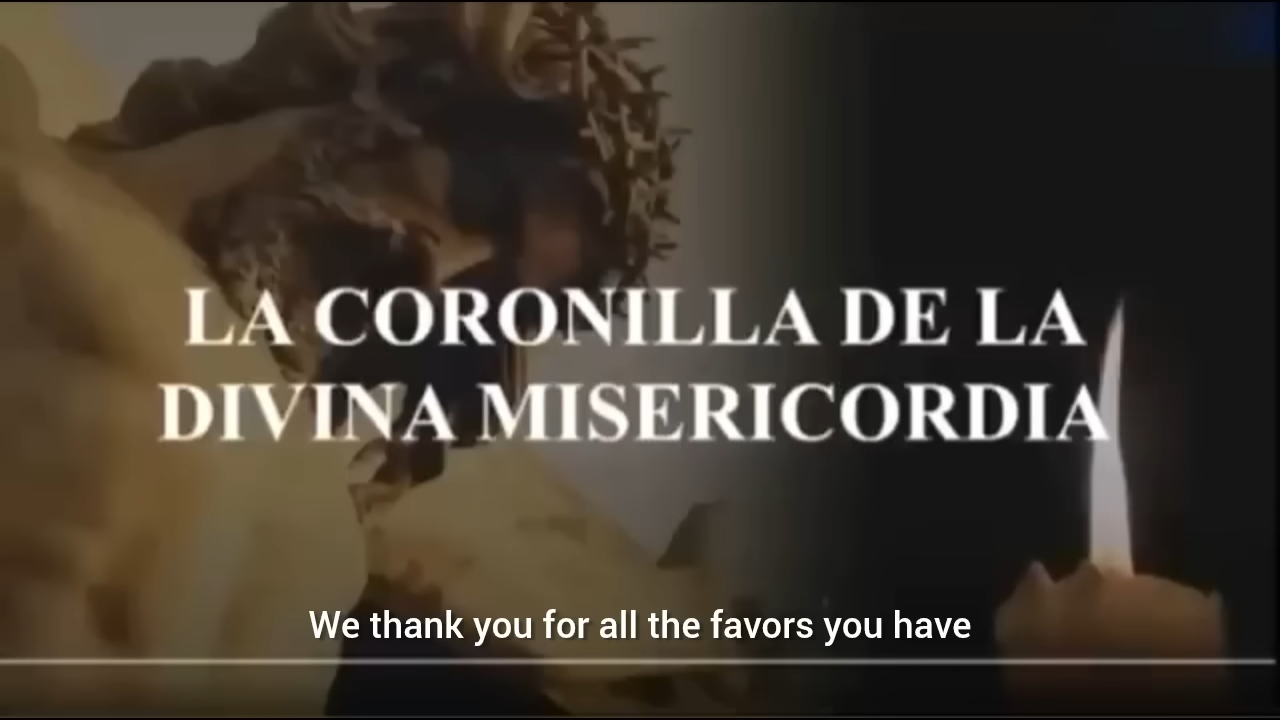 LA CORONILLA DE LA
DIVINA MISERICORDIA
We thank you for all the favors you have